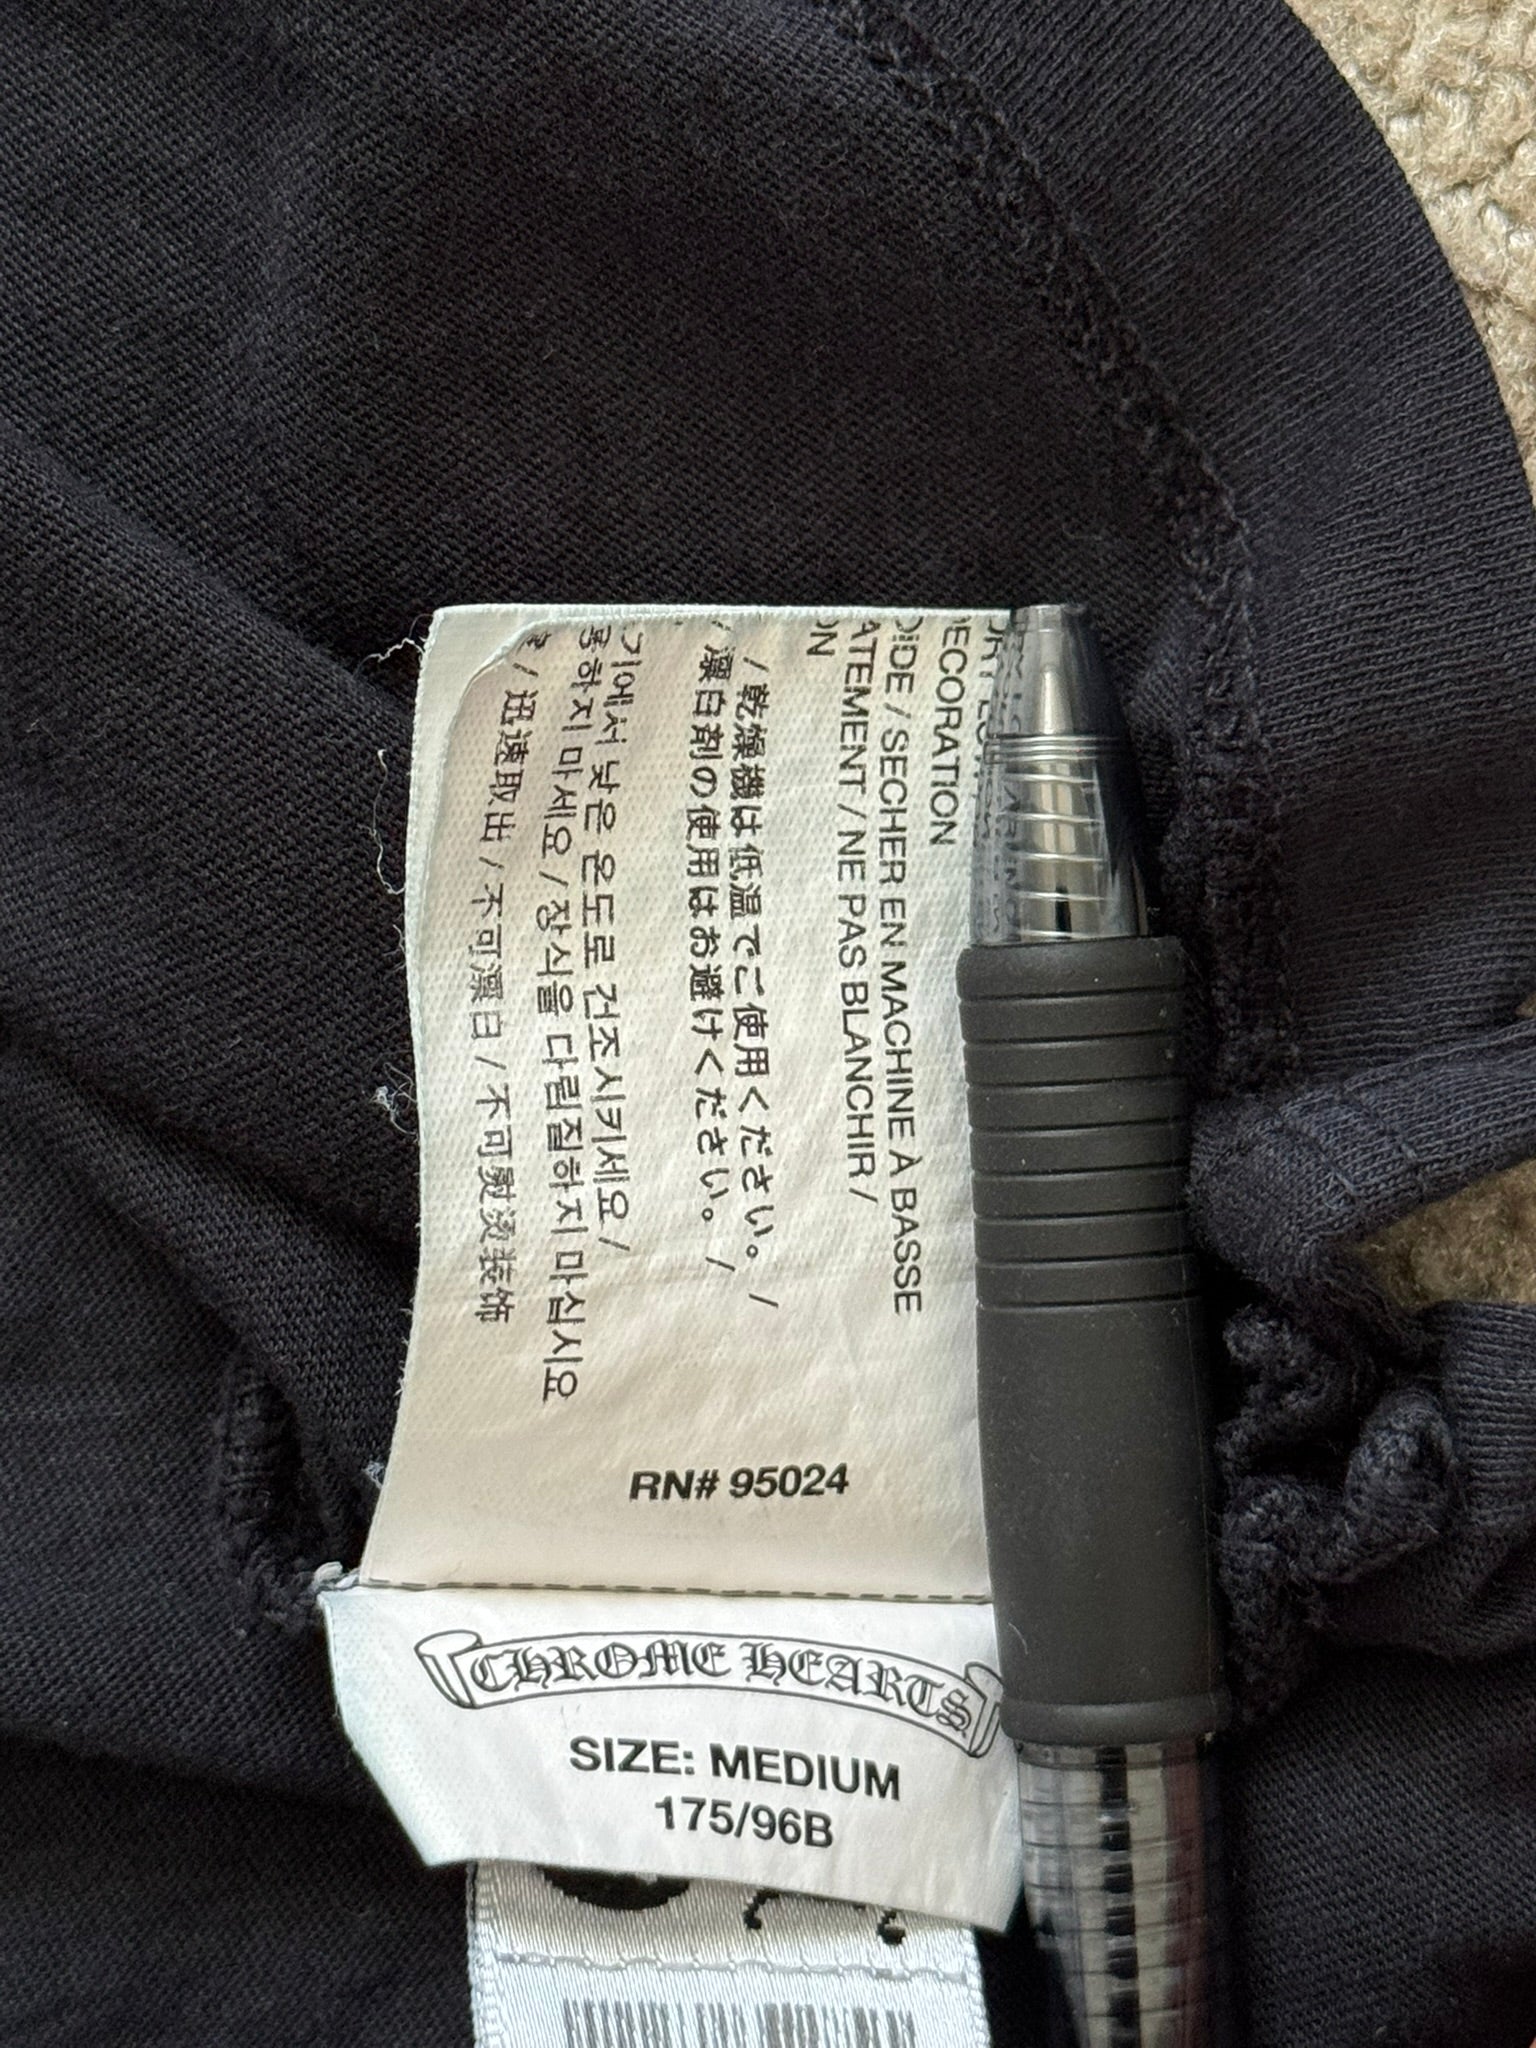 DRY LOW
DECORATION
SECHER EN MACHINE À BASSE
ATEMENT / NE PAS BLANCHIR /
ON
/ 乾燥機は低温でご使用ください。 /
/ 漂白剤の使用はお避けください。 /
기에서 낮은 온도로 건조시키세요 /
용하지 마세요 / 장식을 다림질하지 마십시오
/ 迅速取出 / 不可漂白 / 不可熨烫装饰
RN# 95024
CHROME HEARTS
SIZE: MEDIUM
175/96B